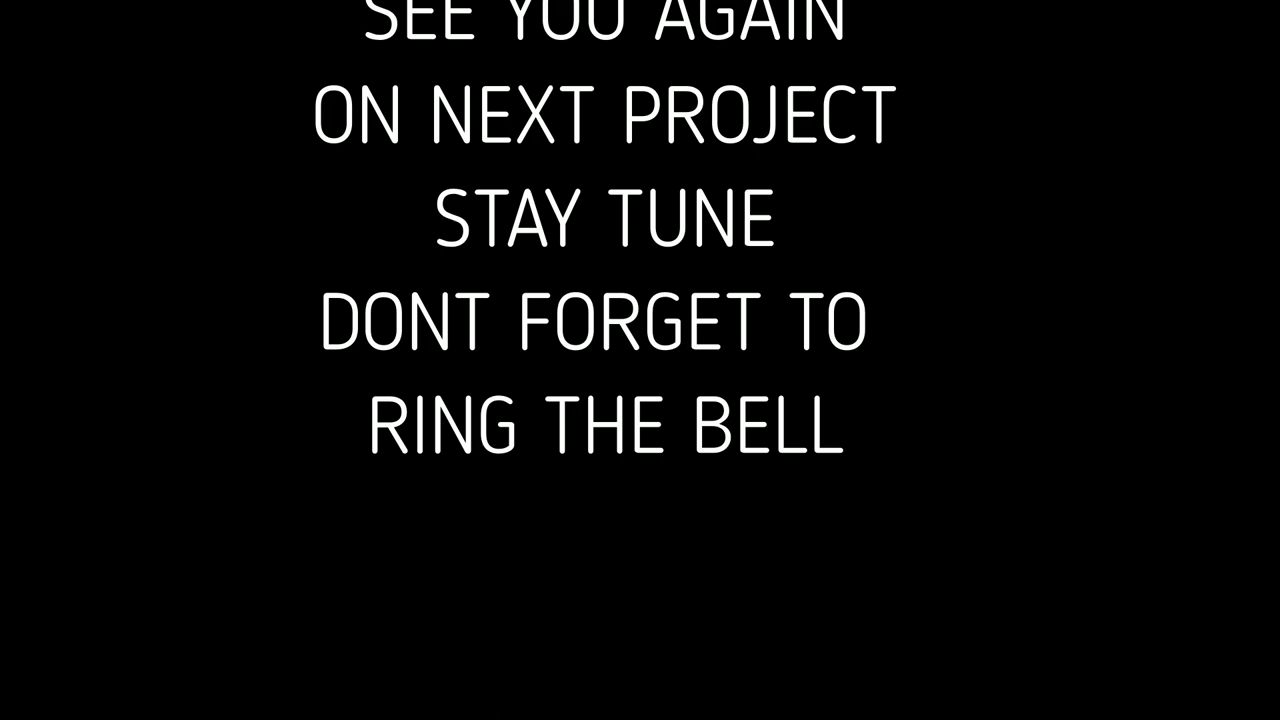 SEE YOU AGAIN
ON NEXT PROJECT
STAY TUNE
DONT FORGET TO
RING THE BELL